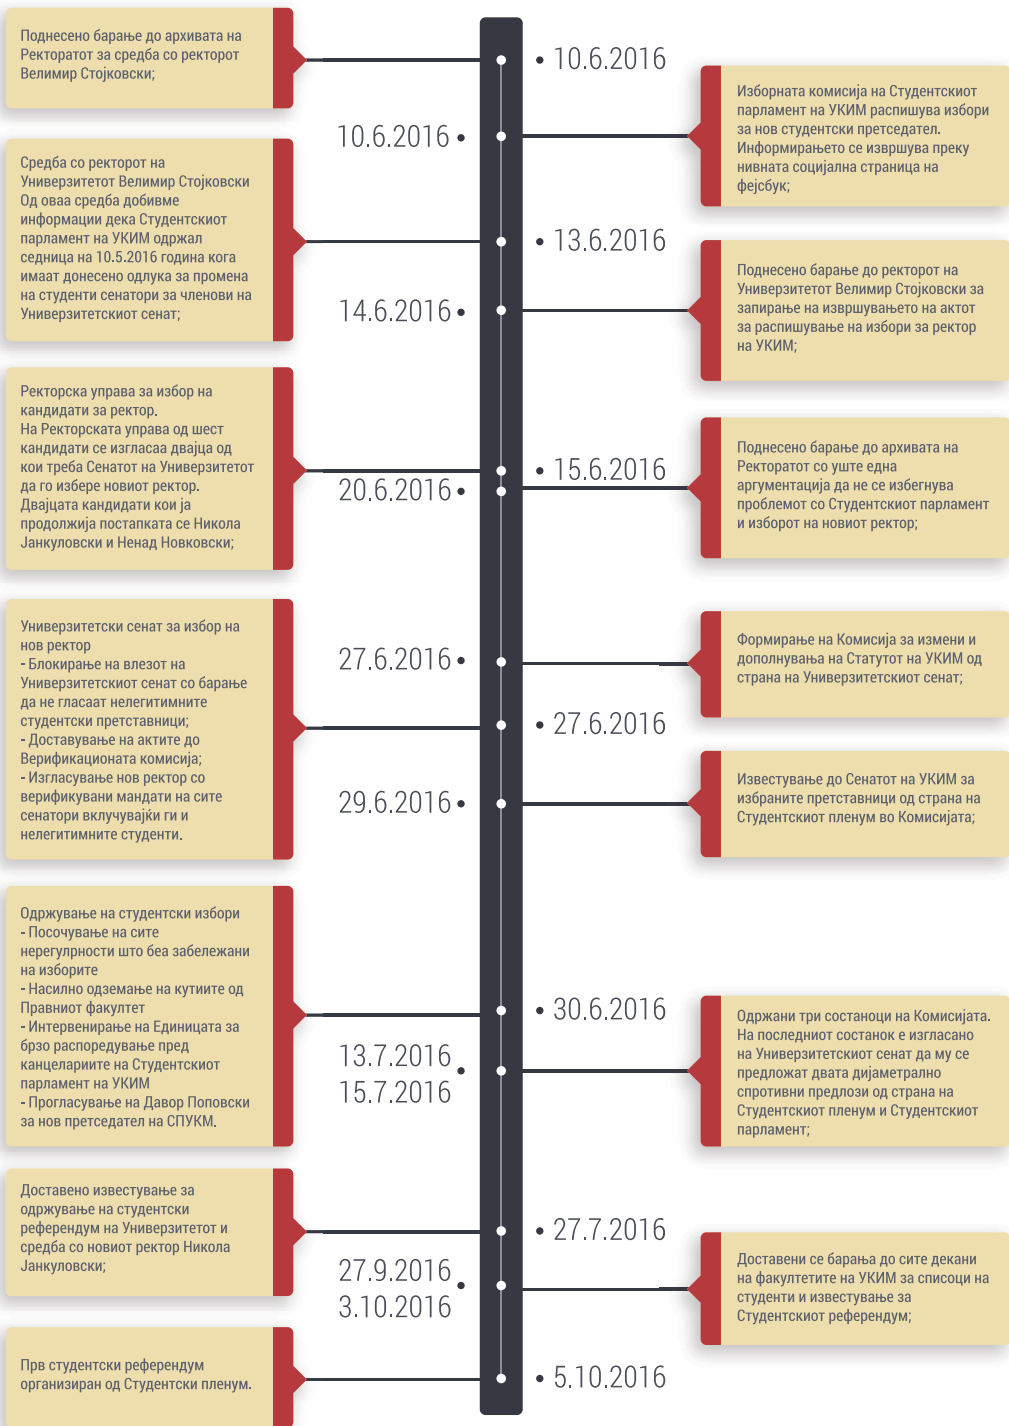 Поднесено барање до архивата на
Ректоратот за средба со ректорот
Велимир Стојковски;
10.6.2016
Изборната комисија на Студентскиот
парламент на УКИМ распишува избори
за нов студентски претседател.
Информирањето се извршува преку
нивната социјална страница на
фејсбук;
10.6.2016
Средба со ректорот на
Универзитетот Велимир Стојковски
Од оваа средба добивме
информации дека Студентскиот
парламент на УКИМ одржал
седница на 10.5.2016 година кога
имаат донесено одлука за промена
на студенти сенатори за членови на
Универзитетскиот сенат;
13.6.2016
Поднесено барање до ректорот на
Универзитетот Велимир Стојковски за
запирање на извршувањето на актот
за распишување на избори за ректор
на УКИМ;
14.6.2016
Ректорска управа за избор на
кандидати за ректор.
На Ректорската управа од шест
кандидати се изгласаа двајца од
кои треба Сенатот на Универзитетот
да го избере новиот ректор.
Двајцата кандидати кои ја
продолжија постапката се Никола
Јанкуловски и Ненад Новковски;
15.6.2016
20.6.2016
Поднесено барање до архивата на
Ректоратот со уште една
аргументација да не се избегнува
проблемот со Студентскиот парламент
и изборот на новиот ректор;
Универзитетски сенат за избор на
нов ректор
- Блокирање на влезот на
Универзитетскиот сенат со барање
да не гласаат нелегитимните
студентски претставници;
- Доставување на актите до
Верификационата комисија;
- Изгласување нов ректор со
верификувани мандати на сите
сенатори вклучувајќи ги и
нелегитимните студенти.
27.6.2016
Формирање на Комисија за измени и
дополнувања на Статутот на УКИМ од
страна на Универзитетскиот сенат;
27.6.2016
29.6.2016
Известување до Сенатот на УКИМ за
избраните претставници од страна на
Студентскиот пленум во Комисијата;
Одржување на студентски избори
- Посочување на сите
нерегулрности што беа забележани
на изборите
- Насилно одземање на кутиите од
Правниот факултет
- Интервенирање на Единицата за
брзо распоредување пред
канцелариите на Студентскиот
парламент на УКИМ
- Прогласување на Давор Поповски
за нов претседател на СПУКМ.
30.6.2016
13.7.2016
15.7.2016
Одржани три состаноци на Комисијата.
На последниот состанок е изгласано
на Универзитетскиот сенат да му се
предложат двата дијаметрално
спротивни предлози од страна на
Студентскиот пленум и Студентскиот
парламент;
Доставено известување за
одржување на студентски
референдум на Универзитетот и
средба со новиот ректор Никола
Јанкуловски;
27.7.2016
27.9.2016
3.10.2016
Доставени се барања до сите декани
на факултетите на УКИМ за списоци на
студенти и известување за
Студентскиот референдум;
Прв студентски референдум
организиран од Студентски пленум.
5.10.2016